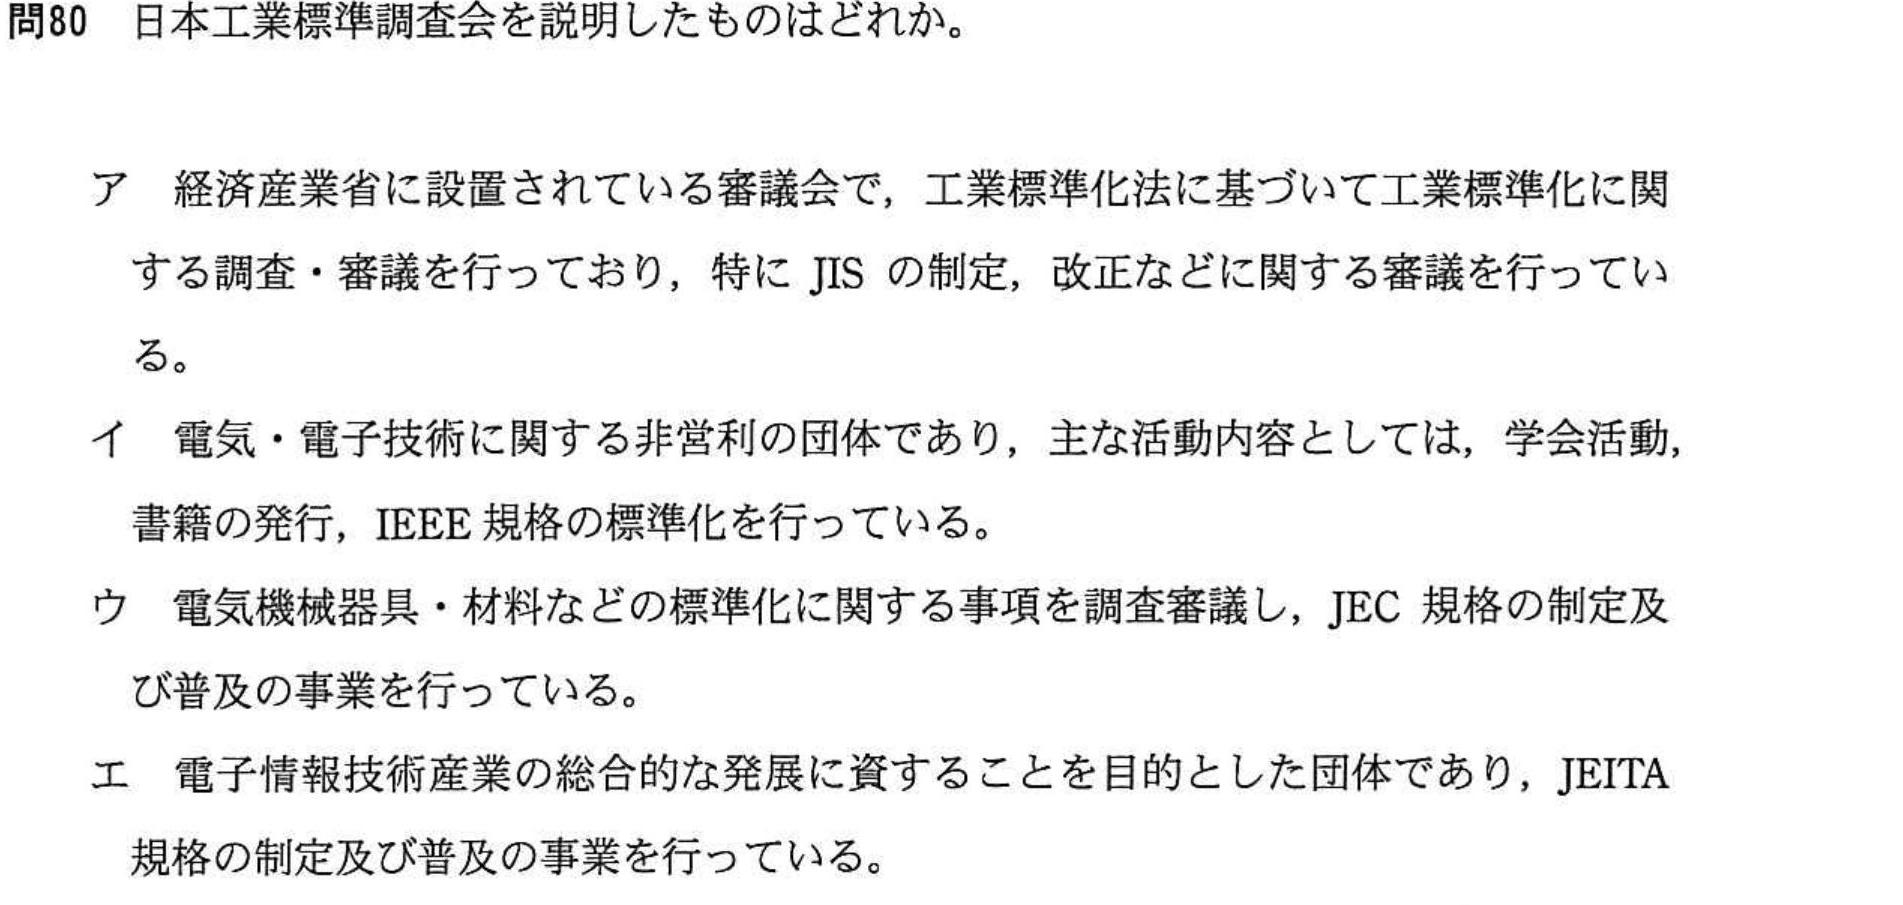 問80　日本工業標準調査会を説明したものはどれか。
ア　経済産業省に設置されている審議会で，工業標準化法に基づいて工業標準化に関
する調査・審議を行っており，特に JIS の制定，改正などに関する審議を行ってい
る。
イ　電気・電子技術に関する非営利の団体であり，主な活動内容としては，学会活動，
書籍の発行，IEEE 規格の標準化を行っている。
ウ　電気機械器具・材料などの標準化に関する事項を調査審議し，JEC 規格の制定及
び普及の事業を行っている。
エ　電子情報技術産業の総合的な発展に資することを目的とした団体であり，JEITA
規格の制定及び普及の事業を行っている。